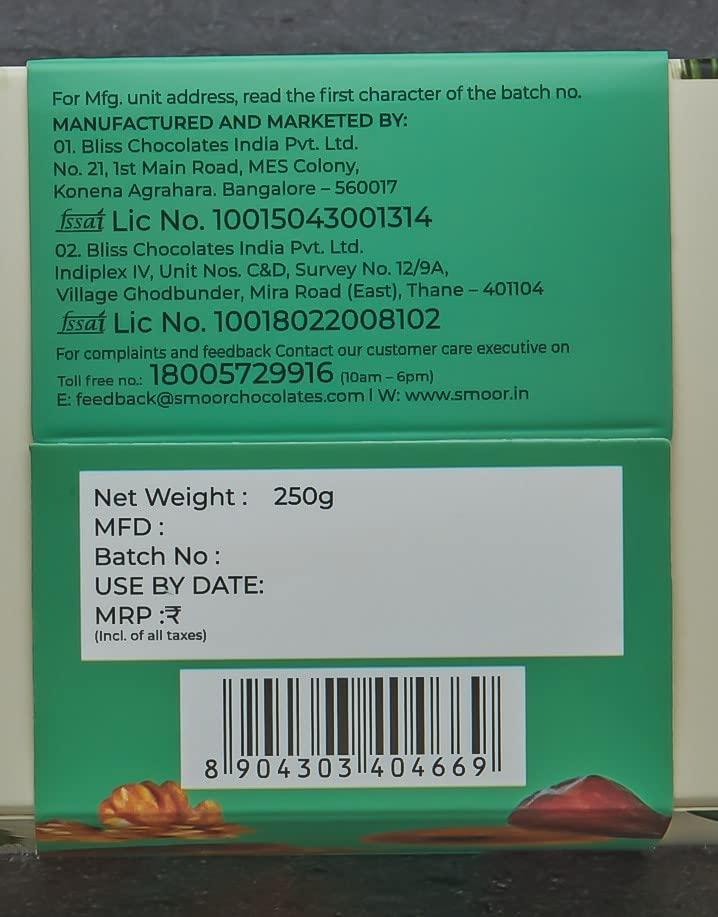 For Mfg. unit address, read the first character of the batch no.
MANUFACTURED AND MARKETED BY:
01. Bliss Chocolates India Pvt. Ltd.
No. 21, 1st Main Road, MES Colony,
Konena Agrahara. Bangalore – 560017
fssai Lic No. 10015043001314
02. Bliss Chocolates India Pvt. Ltd.
Indiplex IV, Unit Nos. C&D, Survey No. 12/9A,
Village Ghodbunder, Mira Road (East), Thane – 401104
fssai Lic No. 10018022008102
For complaints and feedback Contact our customer care executive on
Toll free no.: 18005729916 (10am – 6pm)
E: feedback@smoorchocolates.com | W: www.smoor.in
Net Weight : 250g
MFD :
Batch No :
USE BY DATE:
MRP :₹
(Incl. of all taxes)
8 904303 404669